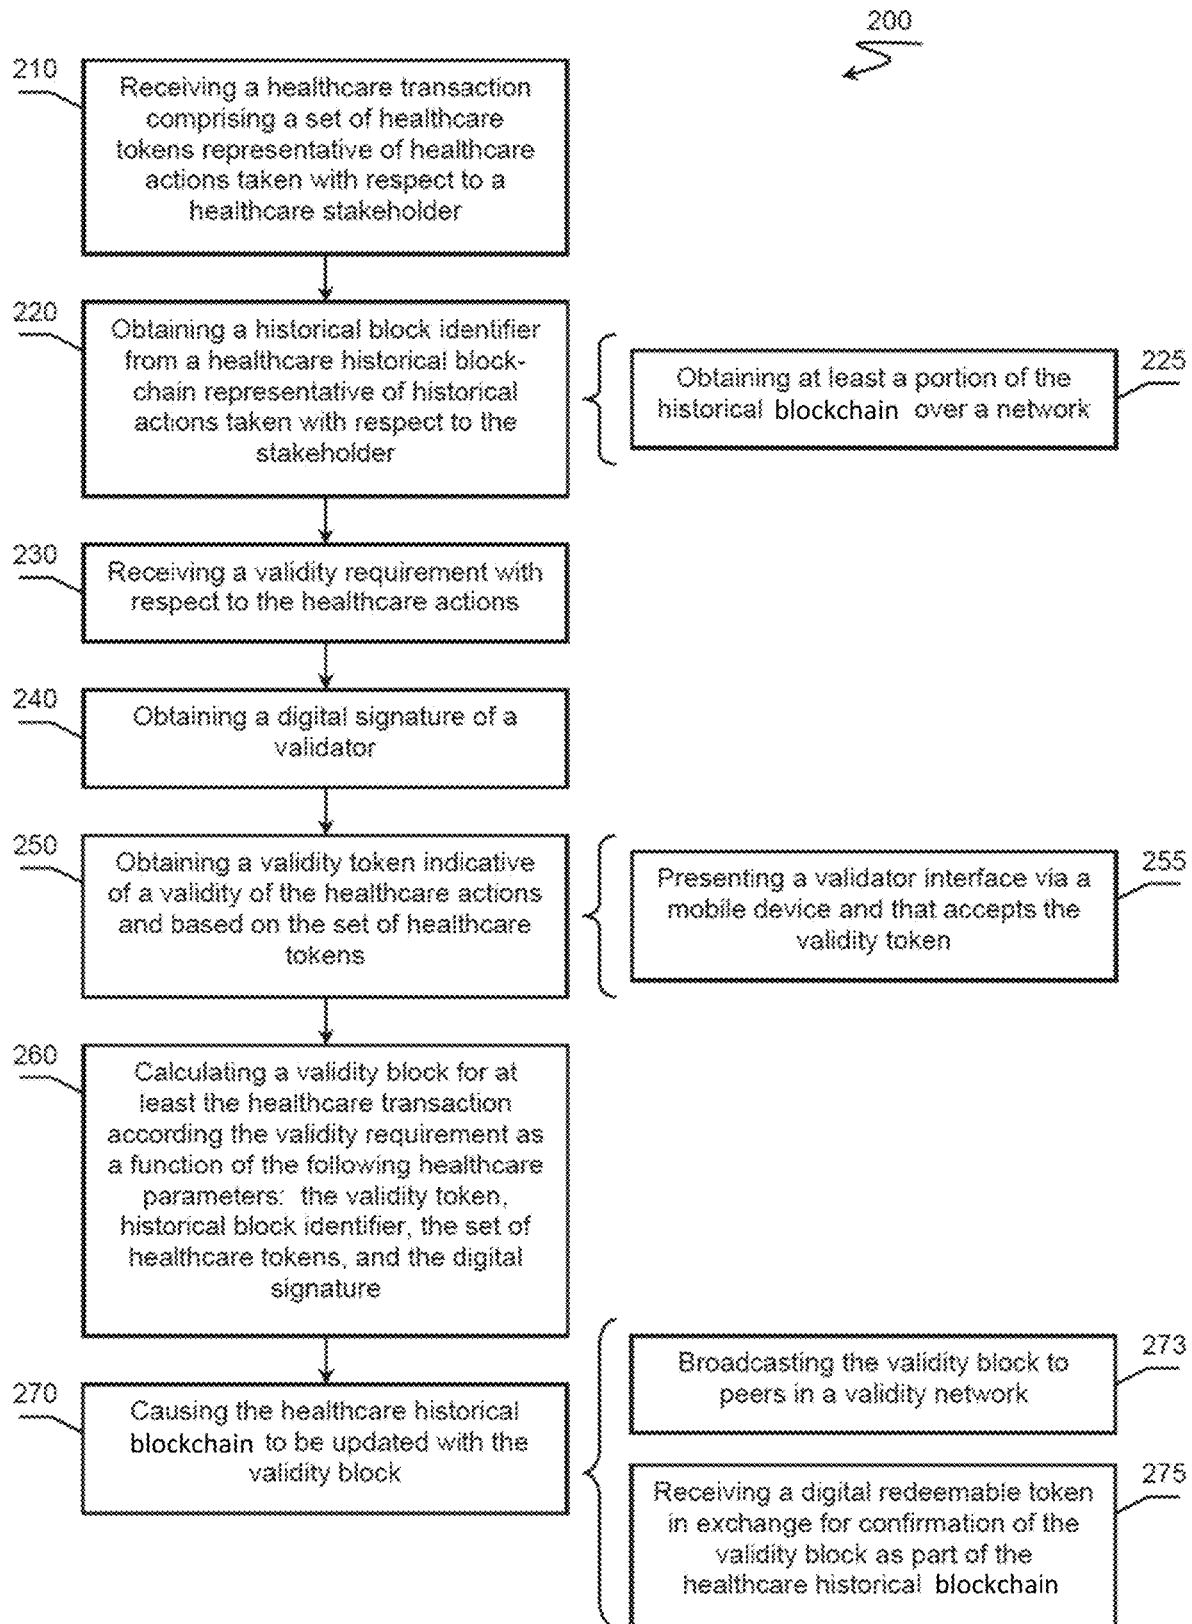 200
210
Receiving a healthcare transaction
comprising a set of healthcare
tokens representative of healthcare
actions taken with respect to a
healthcare stakeholder
220
Obtaining a historical block identifier
from a healthcare historical block-
chain representative of historical
actions taken with respect to the
stakeholder
225
Obtaining at least a portion of the
historical blockchain over a network
230
Receiving a validity requirement with
respect to the healthcare actions
240
Obtaining a digital signature of a
validator
250
Obtaining a validity token indicative
of a validity of the healthcare actions
and based on the set of healthcare
tokens
255
Presenting a validator interface via a
mobile device and that accepts the
validity token
260
Calculating a validity block for at
least the healthcare transaction
according the validity requirement as
a function of the following healthcare
parameters: the validity token,
historical block identifier, the set of
healthcare tokens, and the digital
signature
270
Causing the healthcare historical
blockchain to be updated with the
validity block
273
Broadcasting the validity block to
peers in a validity network
275
Receiving a digital redeemable token
in exchange for confirmation of the
validity block as part of the
healthcare historical blockchain